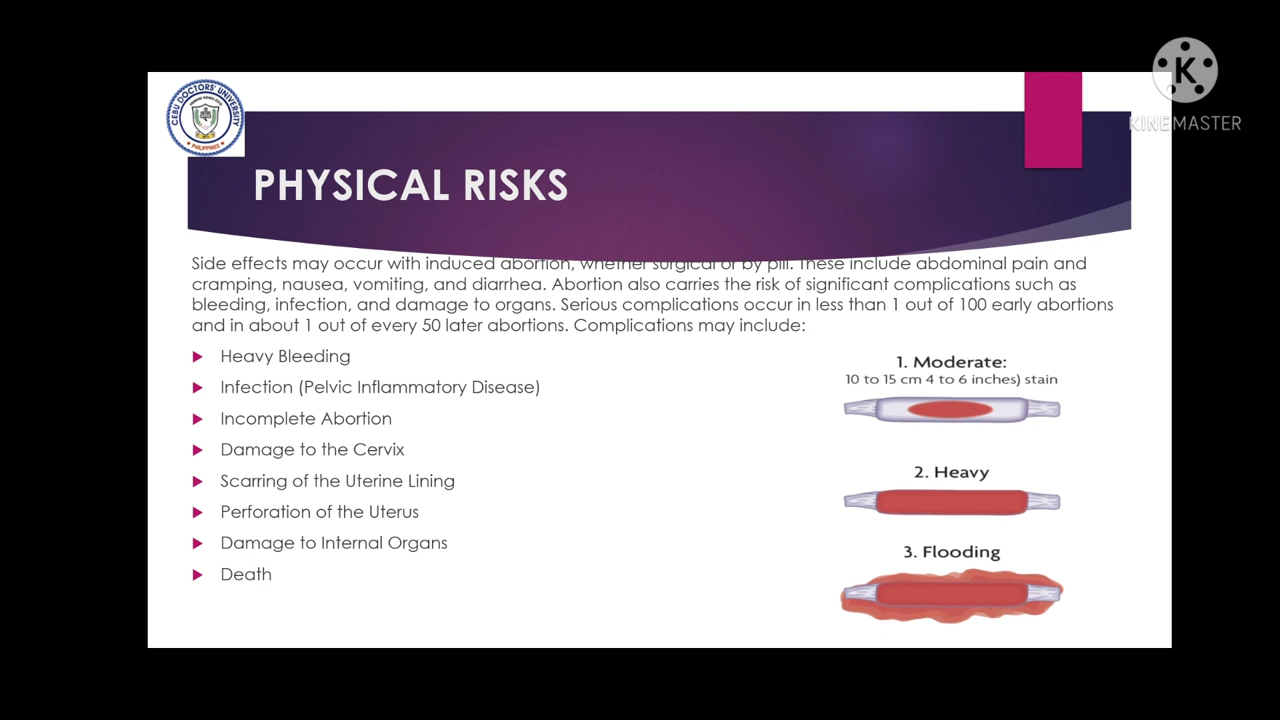 CEBU DOCTORS' UNIVERSITY
PHILIPPINES
KINEMASTER
PHYSICAL RISKS
Side effects may occur with induced abortion, whether surgical or by pill. These include abdominal pain and
cramping, nausea, vomiting, and diarrhea. Abortion also carries the risk of significant complications such as
bleeding, infection, and damage to organs. Serious complications occur in less than 1 out of 100 early abortions
and in about 1 out of every 50 later abortions. Complications may include:
Heavy Bleeding
Infection (Pelvic Inflammatory Disease)
Incomplete Abortion
Damage to the Cervix
Scarring of the Uterine Lining
Perforation of the Uterus
Damage to Internal Organs
Death
1. Moderate:
10 to 15 cm 4 to 6 inches) stain
2. Heavy
3. Flooding